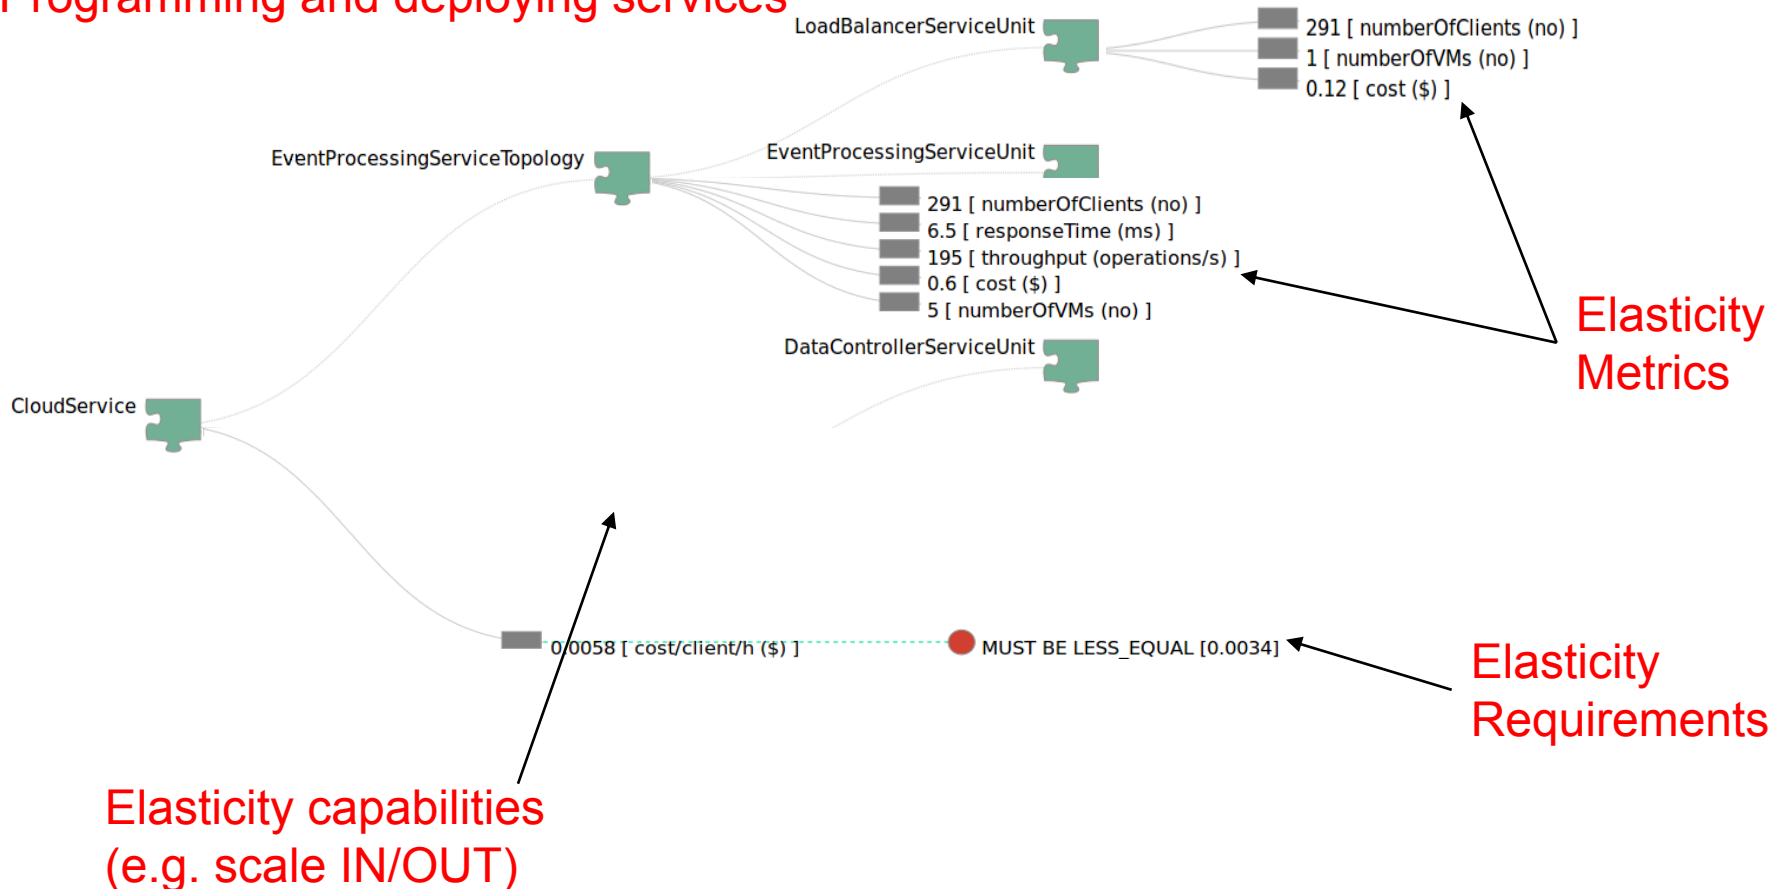 Programming and deploying services
LoadBalancerServiceUnit
291 [ numberOfClients (no) ]
1 [ numberOfVMs (no) ]
0.12 [ cost ($) ]
EventProcessingServiceTopology
EventProcessingServiceUnit
291 [ numberOfClients (no) ]
6.5 [ responseTime (ms) ]
195 [ throughput (operations/s) ]
0.6 [ cost ($) ]
5 [ numberOfVMs (no) ]
Elasticity
Metrics
DataControllerServiceUnit
CloudService
0.0058 [ cost/client/h ($) ]
MUST BE LESS_EQUAL [0.0034]
Elasticity
Requirements
Elasticity capabilities
(e.g. scale IN/OUT)